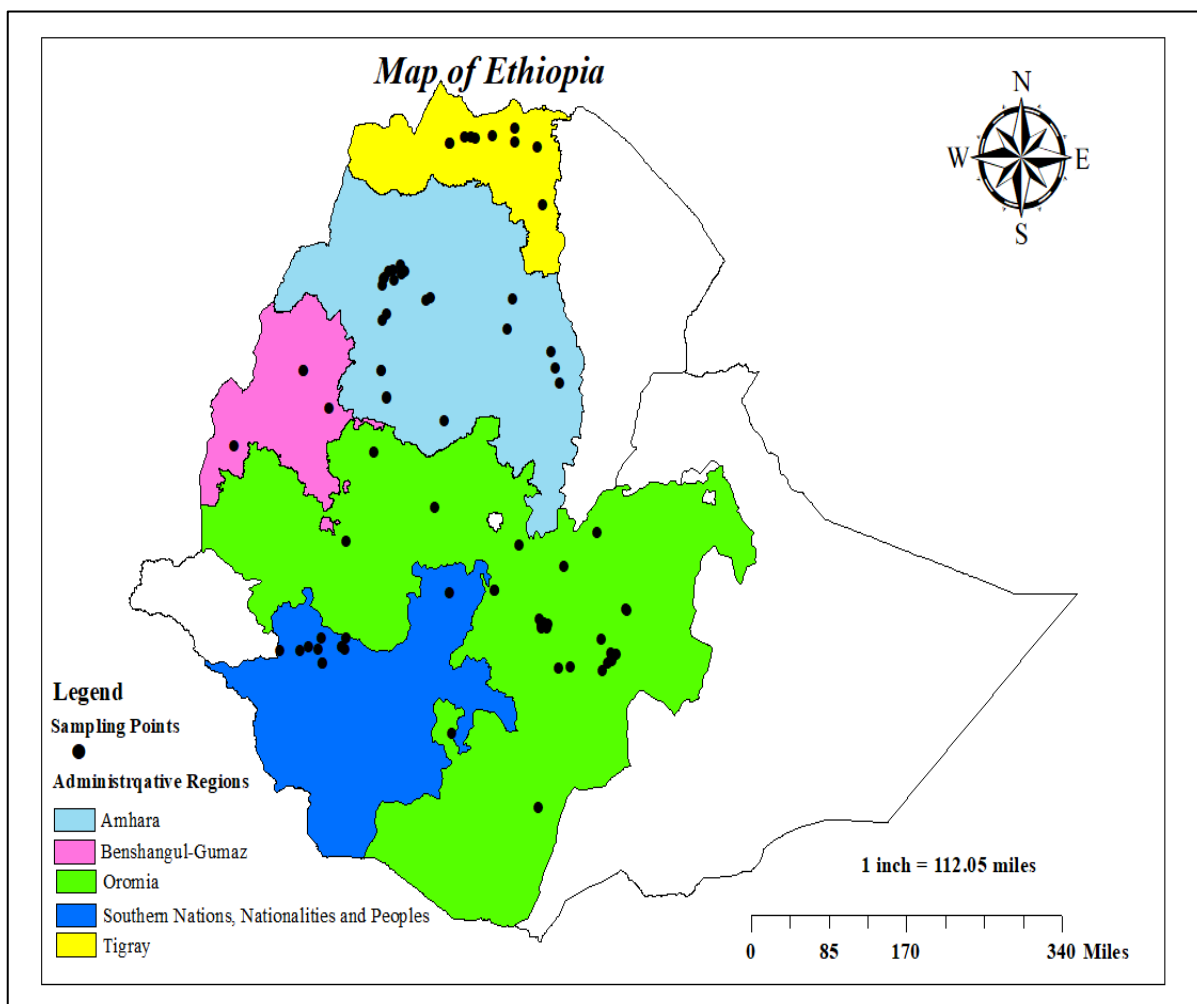 Map of Ethiopia
N
W
E
S
Legend
Sampling Points
Administrqative Regions
Amhara
Benshangul-Gumaz
Oromia
Southern Nations, Nationalities and Peoples
Tigray
1 inch = 112.05 miles
0 85 170 340 Miles